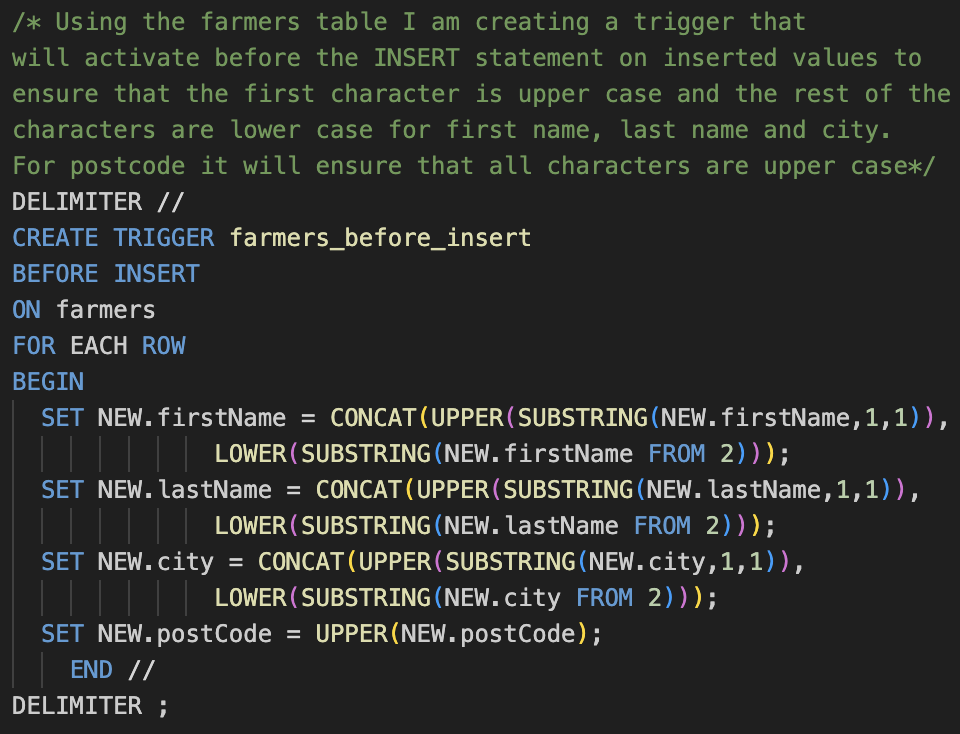 /* Using the farmers table I am creating a trigger that
will activate before the INSERT statement on inserted values to
ensure that the first character is upper case and the rest of the
characters are lower case for first name, last name and city.
For postcode it will ensure that all characters are upper case*/
DELIMITER //
CREATE TRIGGER farmers_before_insert
BEFORE INSERT
ON farmers
FOR EACH ROW
BEGIN
SET NEW.firstName = CONCAT(UPPER(SUBSTRING(NEW.firstName,1,1)),
LOWER(SUBSTRING(NEW.firstName FROM 2)));
SET NEW.lastName = CONCAT(UPPER(SUBSTRING(NEW.lastName,1,1)),
LOWER(SUBSTRING(NEW.lastName FROM 2)));
SET NEW.city = CONCAT(UPPER(SUBSTRING(NEW.city,1,1)),
LOWER(SUBSTRING(NEW.city FROM 2)));
SET NEW.postCode = UPPER(NEW.postCode);
END //
DELIMITER ;